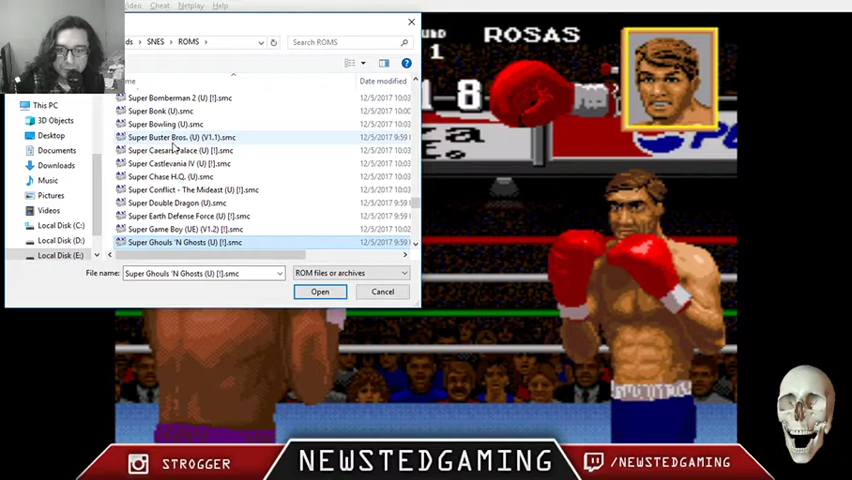 Video Cheat Netplay Help
ds > SNES > ROMS >
Search ROMS
me
Date modified
This PC
3D Objects
Desktop
Documents
Downloads
Music
Pictures
Videos
Local Disk (C:)
Local Disk (D:)
Local Disk (E:)
Super Bomberman 2 (U) [!].smc 12/5/2017 10:03
Super Bonk (U).smc 12/5/2017 10:00
Super Bowling (U).smc 12/5/2017 10:03
Super Buster Bros. (U) (V1.1).smc 12/5/2017 9:59
Super Caesars Palace (U) [!].smc 12/5/2017 10:03
Super Castlevania IV (U) [!].smc 12/5/2017 10:03
Super Chase H.Q. (U).smc 12/5/2017 10:03
Super Conflict - The Mideast (U) [!].smc 12/5/2017 10:03
Super Double Dragon (U).smc 12/5/2017 9:59
Super Earth Defense Force (U) [!].smc 12/5/2017 9:59
Super Game Boy (UE) (V1.2) [!].smc 12/5/2017 10:03
Super Ghouls 'N Ghosts (U) [!].smc 12/5/2017 9:59
File name: Super Ghouls 'N Ghosts (U) [!].smc
ROM files or archives
Open
Cancel
UND
1
ROSAS
18
STROGGER
NEWSTEDGAMING
/NEWSTEDGAMING